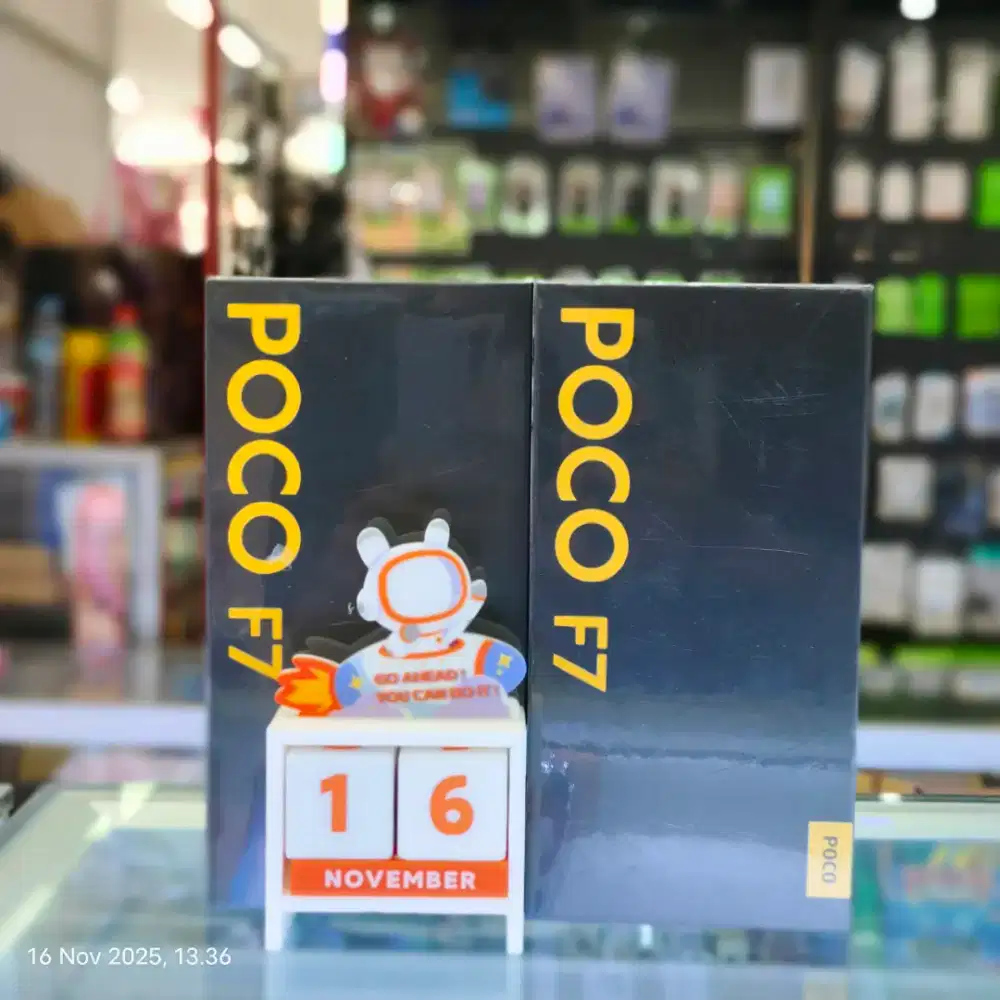 POCO F7
POCO F7
GO AHEAD!
YOU CAN DO IT!
1 6
NOVEMBER
POCO
16 Nov 2025, 13.36